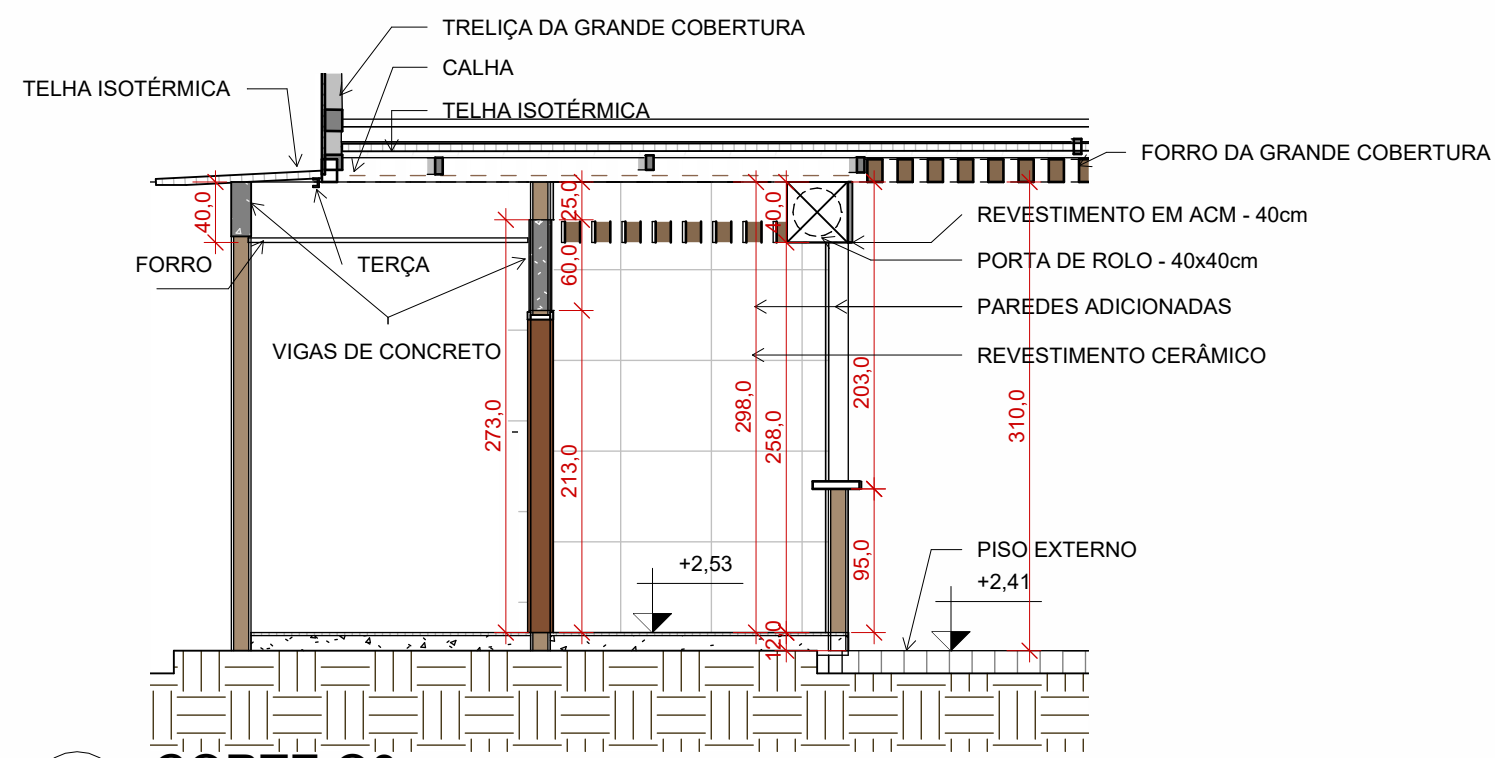 TRELIÇA DA GRANDE COBERTURA
CALHA
TELHA ISOTÉRMICA
TELHA ISOTÉRMICA
FORRO DA GRANDE COBERTURA
40,0
25,0
40,0
REVESTIMENTO EM ACM - 40cm
FORRO
TERÇA
60,0
PORTA DE ROLO - 40x40cm
PAREDES ADICIONADAS
VIGAS DE CONCRETO
REVESTIMENTO CERÂMICO
273,0
213,0
298,0
258,0
203,0
310,0
95,0
PISO EXTERNO
+2,53
+2,41
12,0